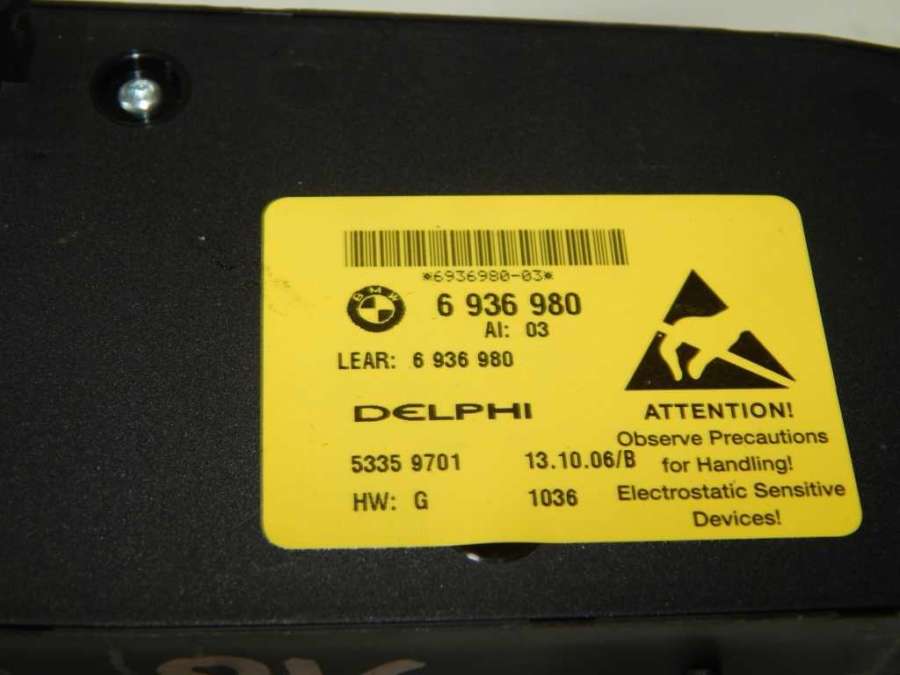 *6936980-03*
BMW
6 936 980
AI: 03
LEAR: 6 936 980
DELPHI
5335 9701 13.10.06/B
HW: G 1036
ATTENTION!
Observe Precautions
for Handling!
Electrostatic Sensitive
Devices!